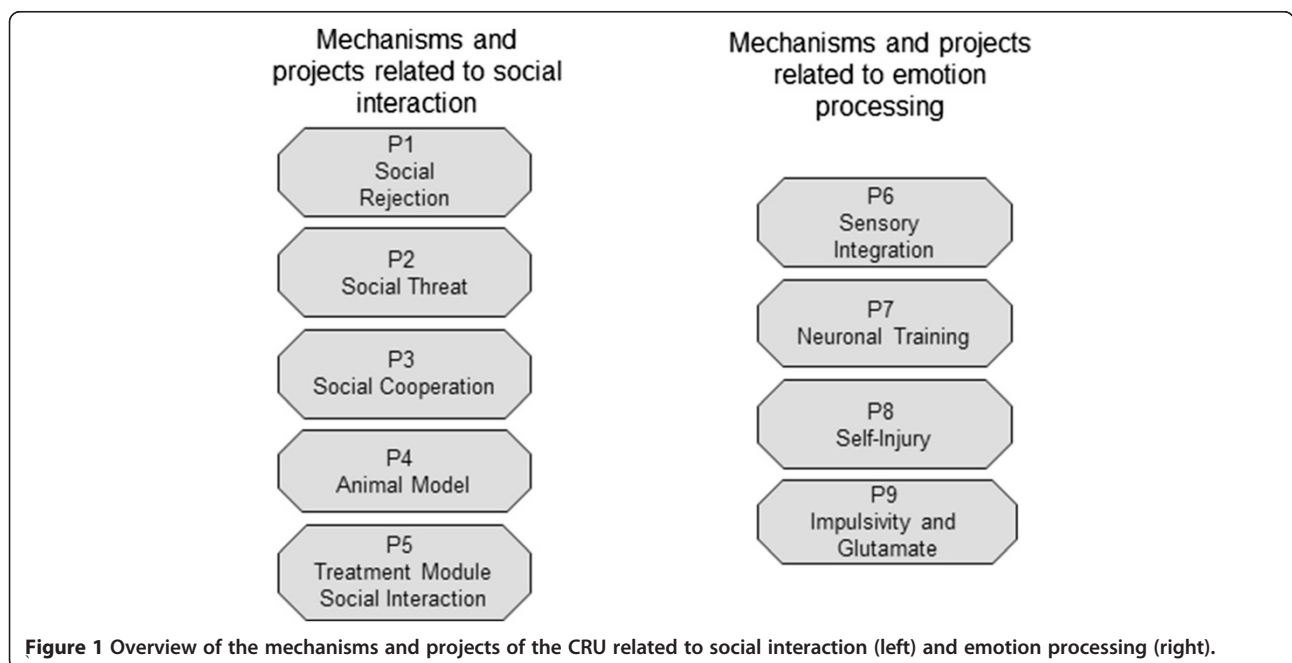 Mechanisms and
projects related to social
interaction
P1
Social
Rejection
P2
Social Threat
P3
Social Cooperation
P4
Animal Model
P5
Treatment Module
Social Interaction
Mechanisms and projects
related to emotion
processing
P6
Sensory
Integration
P7
Neuronal Training
P8
Self-Injury
P9
Impulsivity and
Glutamate
Figure 1 Overview of the mechanisms and projects of the CRU related to social interaction (left) and emotion processing (right).